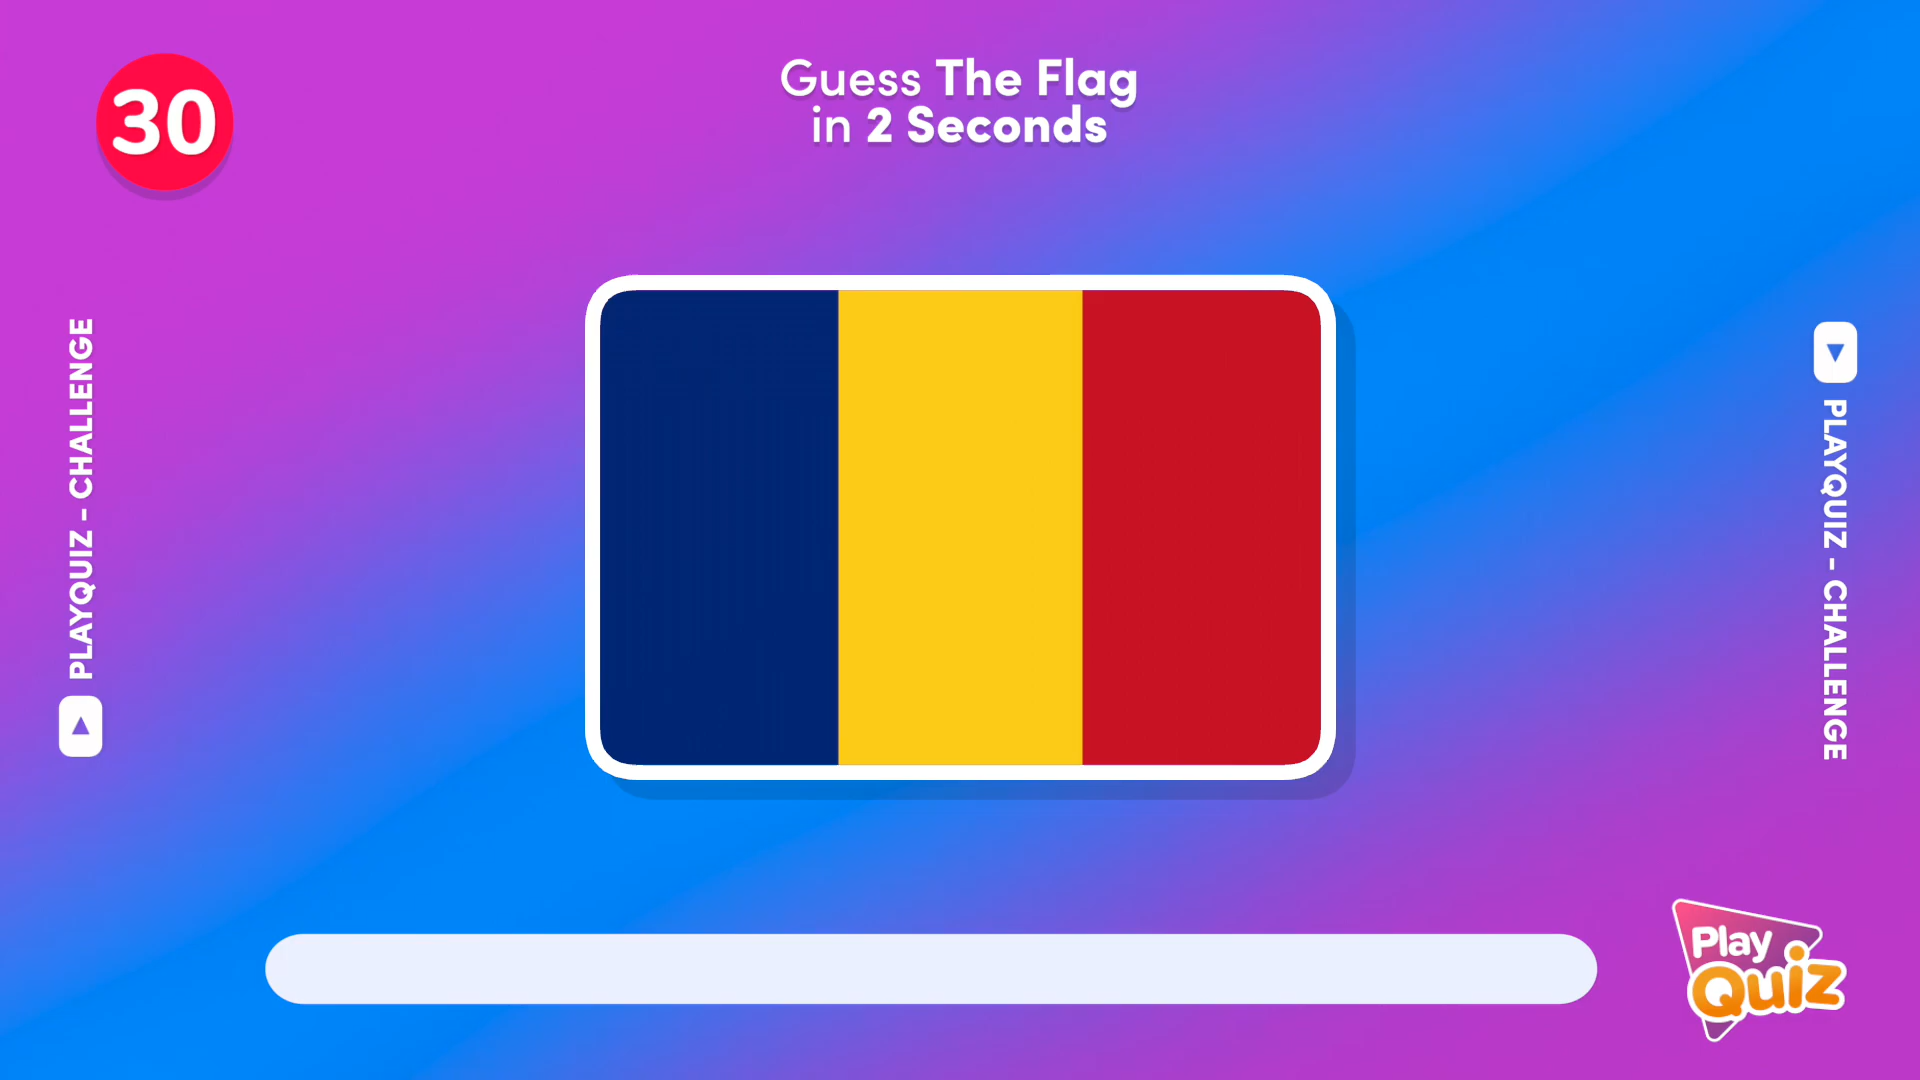 30
Guess The Flag
in 2 Seconds
PLAYQUIZ - CHALLENGE
PLAYQUIZ - CHALLENGE
Play
Quiz